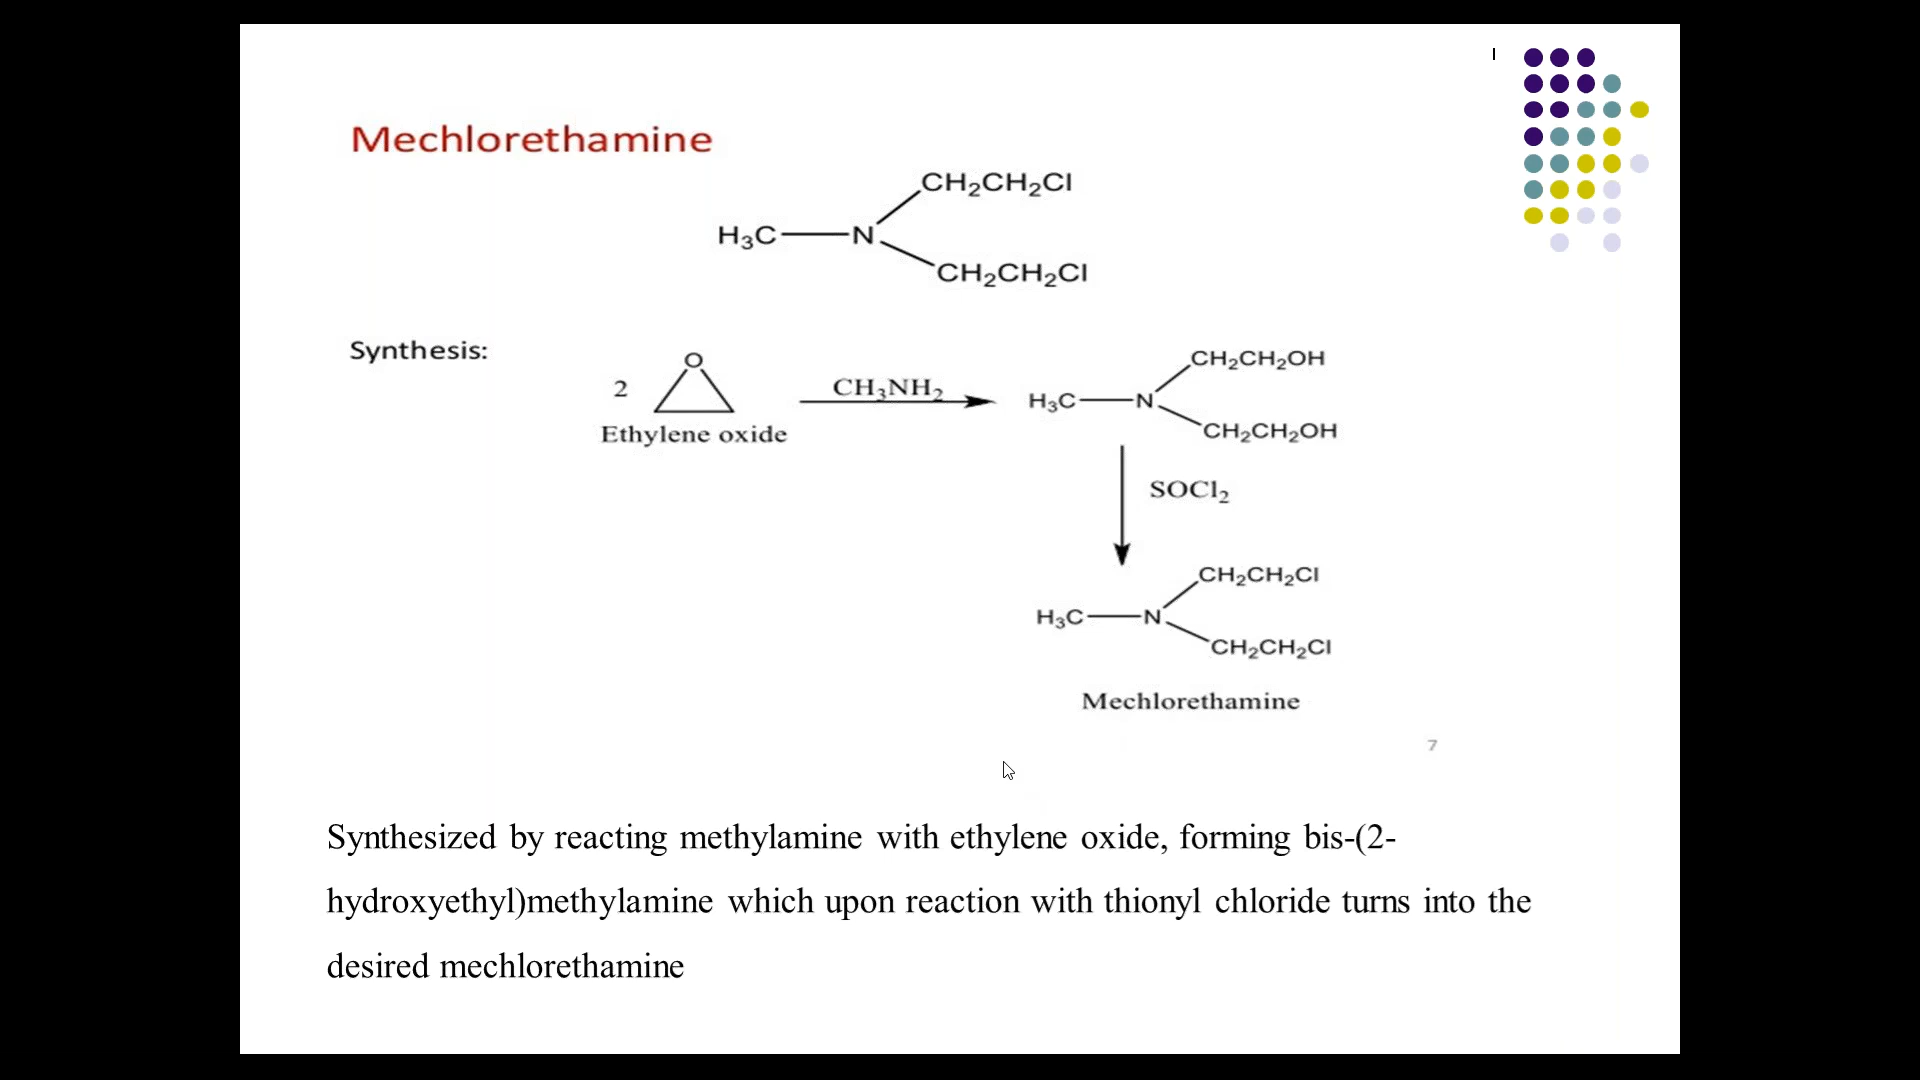 Mechlorethamine
CH₂CH₂Cl
H₃C N
CH₂CH₂Cl
Synthesis:
O
2
Ethylene oxide
CH₃NH₂
CH₂CH₂OH
H₃C N
CH₂CH₂OH
SOCl₂
CH₂CH₂Cl
H₃C N
CH₂CH₂Cl
Mechlorethamine
7
Synthesized by reacting methylamine with ethylene oxide, forming bis-(2-
hydroxyethyl)methylamine which upon reaction with thionyl chloride turns into the
desired mechlorethamine